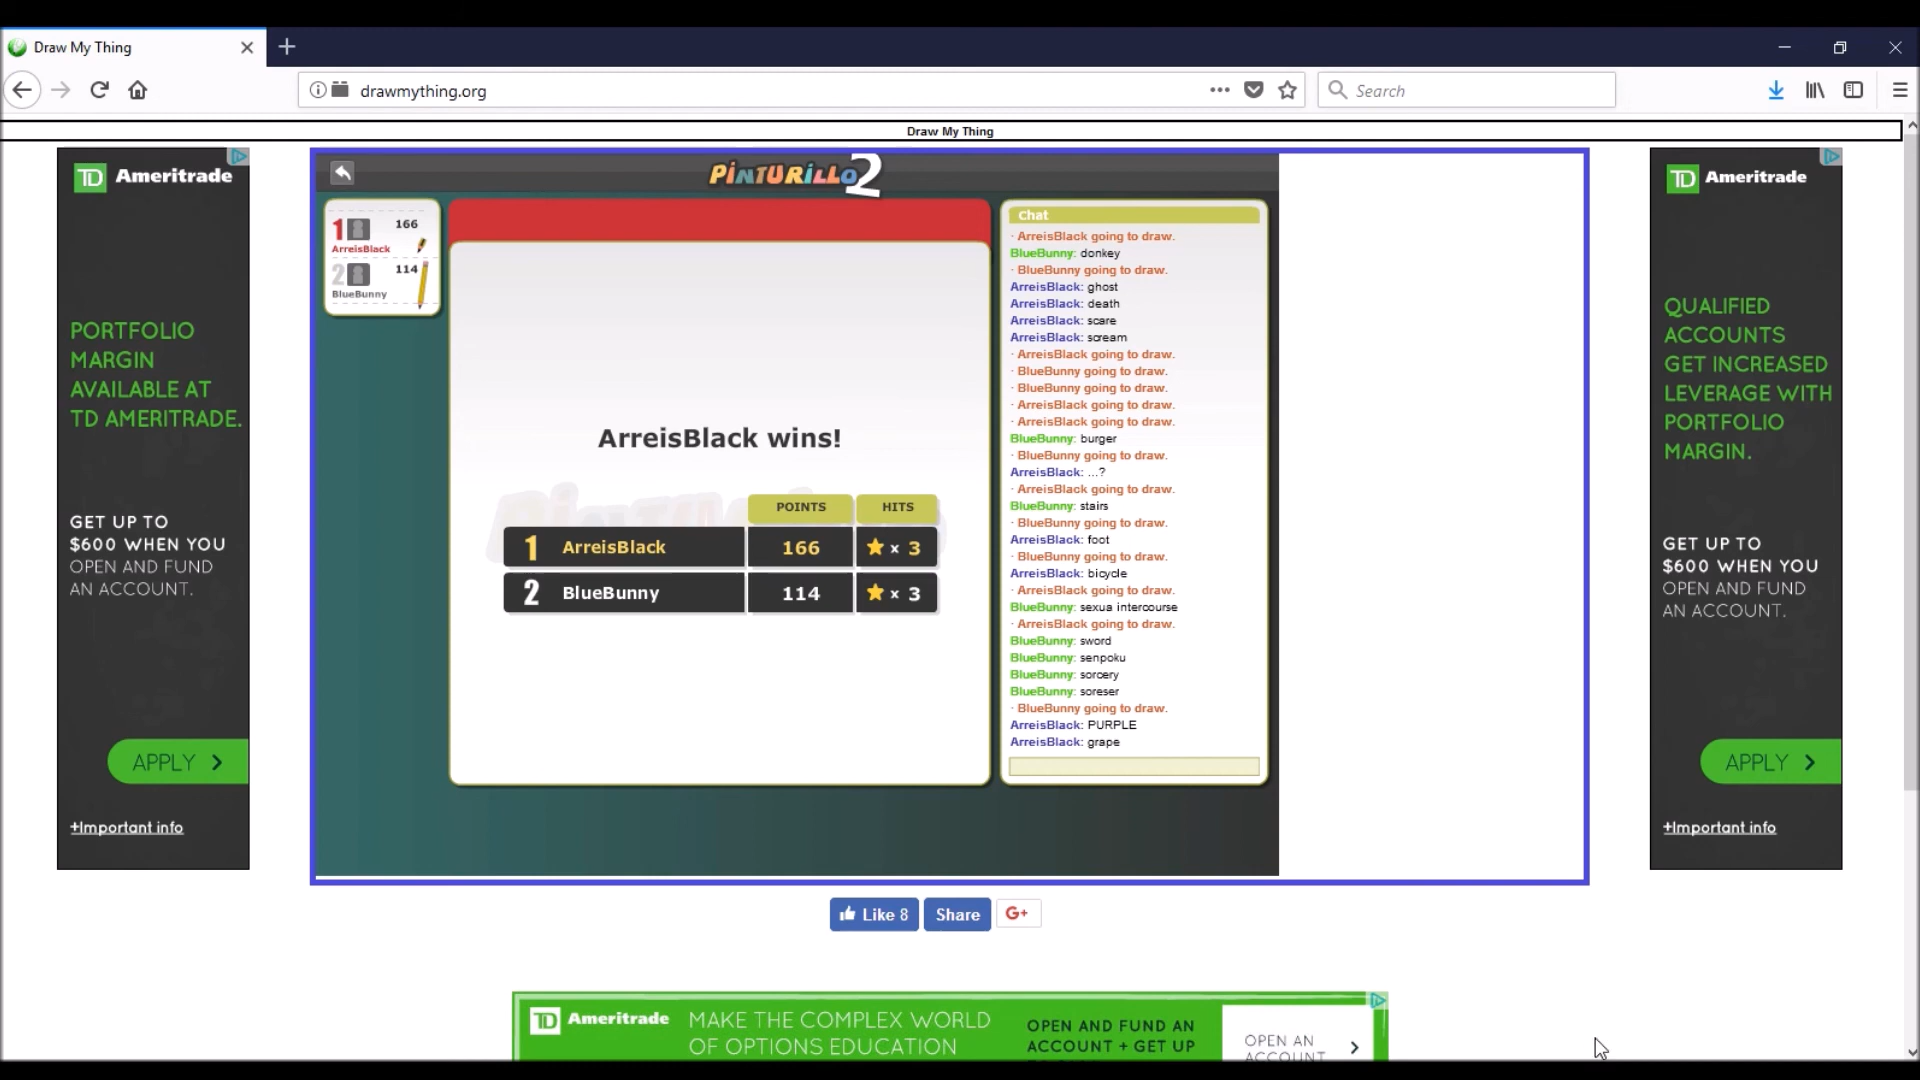 Draw My Thing
drawmything.org
Search
Draw My Thing
TD Ameritrade
PORTFOLIO
MARGIN
AVAILABLE AT
TD AMERITRADE.
GET UP TO
$600 WHEN YOU
OPEN AND FUND
AN ACCOUNT.
APPLY
+Important info
PINTURILLO 2
1 166
ArreisBlack
2 114
BlueBunny
ArreisBlack wins!
POINTS HITS
1 ArreisBlack 166 x 3
2 BlueBunny 114 x 3
Chat
· ArreisBlack going to draw.
BlueBunny: donkey
· BlueBunny going to draw.
ArreisBlack: ghost
ArreisBlack: death
ArreisBlack: scare
ArreisBlack: scream
· ArreisBlack going to draw.
· BlueBunny going to draw.
· BlueBunny going to draw.
· ArreisBlack going to draw.
· ArreisBlack going to draw.
BlueBunny: burger
· BlueBunny going to draw.
ArreisBlack: ...?
· ArreisBlack going to draw.
BlueBunny: stairs
· BlueBunny going to draw.
ArreisBlack: foot
· BlueBunny going to draw.
ArreisBlack: bicycle
· ArreisBlack going to draw.
BlueBunny: sexua intercourse
· ArreisBlack going to draw.
BlueBunny: sword
BlueBunny: senpoku
BlueBunny: sorcery
BlueBunny: soreser
· BlueBunny going to draw.
ArreisBlack: PURPLE
ArreisBlack: grape
TD Ameritrade
QUALIFIED
ACCOUNTS
GET INCREASED
LEVERAGE WITH
PORTFOLIO
MARGIN.
GET UP TO
$600 WHEN YOU
OPEN AND FUND
AN ACCOUNT.
APPLY
+Important info
Like 8 Share G+
TD Ameritrade
MAKE THE COMPLEX WORLD
OF OPTIONS EDUCATION
OPEN AND FUND AN
ACCOUNT + GET UP
OPEN AN
ACCOUNT